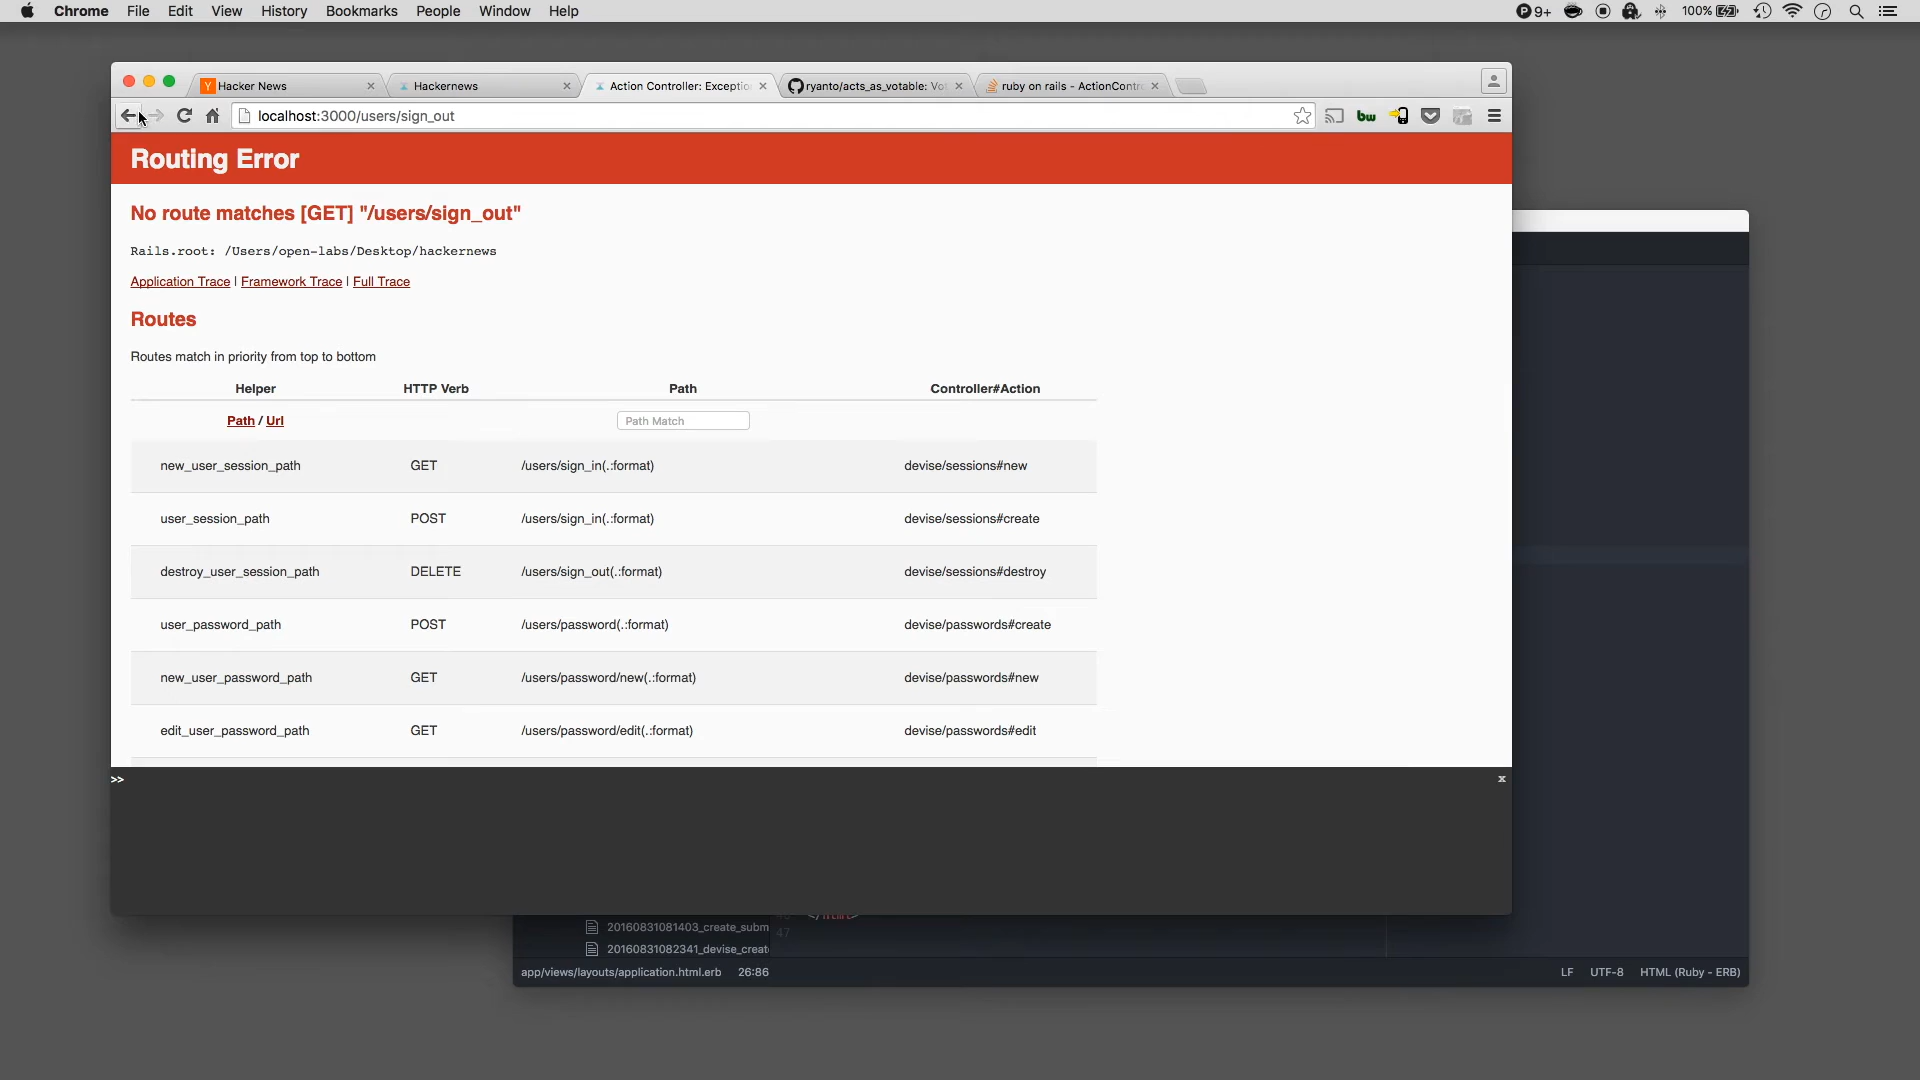 Chrome File Edit View History Bookmarks People Window Help 9+ 100%
Hacker News Hackernews Action Controller: Exceptio ryanto/acts_as_votable: Vot ruby on rails - ActionContr
localhost:3000/users/sign_out bw
Routing Error
No route matches [GET] "/users/sign_out"
Rails.root: /Users/open-labs/Desktop/hackernews
Application Trace | Framework Trace | Full Trace
Routes
Routes match in priority from top to bottom
Helper HTTP Verb Path Controller#Action
Path / Url Path Match
new_user_session_path GET /users/sign_in(.:format) devise/sessions#new
user_session_path POST /users/sign_in(.:format) devise/sessions#create
destroy_user_session_path DELETE /users/sign_out(.:format) devise/sessions#destroy
user_password_path POST /users/password(.:format) devise/passwords#create
new_user_password_path GET /users/password/new(.:format) devise/passwords#new
edit_user_password_path GET /users/password/edit(.:format) devise/passwords#edit
>> x
20160831081403_create_subm 47
20160831082341_devise_creat
app/views/layouts/application.html.erb 26:86 LF UTF-8 HTML (Ruby - ERB)